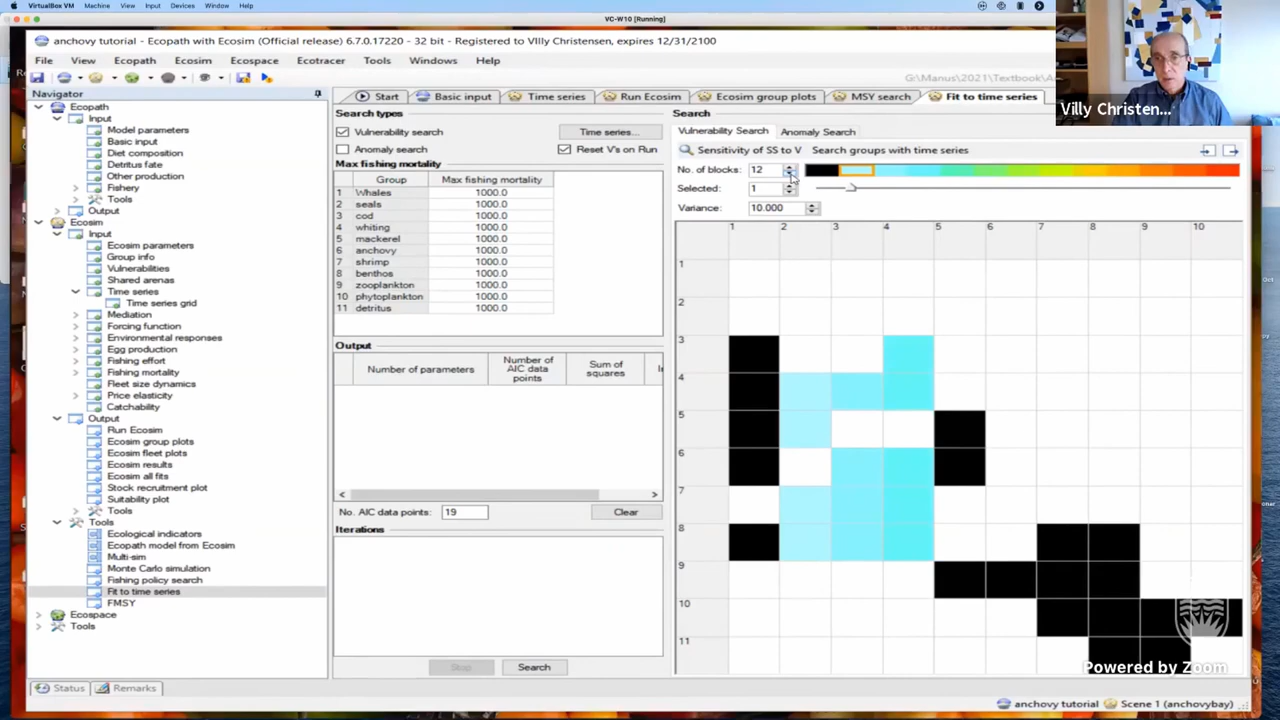 VirtualBox VM Machine View Input Devices Window Help
VC-W10 [Running]
anchovy tutorial - Ecopath with Ecosim (Official release) 6.7.0.17220 - 32 bit - Registered to VIlly Christensen, expires 12/31/2100
File View Ecopath Ecosim Ecospace Ecotracer Tools Windows Help
G:\Manus\2021\Textbook\A
Villy Christen...
Navigator
Ecopath
Input
Model parameters
Basic input
Diet composition
Detritus fate
Other production
Fishery
Tools
Output
Ecosim
Input
Ecosim parameters
Group info
Vulnerabilities
Shared arenas
Time series
Time series grid
Mediation
Forcing function
Environmental responses
Egg production
Fishing effort
Fishing mortality
Fleet size dynamics
Price elasticity
Catchability
Output
Run Ecosim
Ecosim group plots
Ecosim fleet plots
Ecosim results
Ecosim all fits
Stock recruitment plot
Suitability plot
Tools
Tools
Ecological indicators
Ecopath model from Ecosim
Multi-sim
Monte Carlo simulation
Fishing policy search
Fit to time series
FMSY
Ecospace
Tools
Start Basic input Time series Run Ecosim Ecosim group plots MSY search Fit to time series
Search types
Vulnerability search Time series...
Anomaly search Reset V's on Run
Max fishing mortality
Group Max fishing mortality
1 Whales 1000.0
2 seals 1000.0
3 cod 1000.0
4 whiting 1000.0
5 mackerel 1000.0
6 anchovy 1000.0
7 shrimp 1000.0
8 benthos 1000.0
9 zooplankton 1000.0
10 phytoplankton 1000.0
11 detritus 1000.0
Output
Number of parameters Number of AIC data points Sum of squares
No. AIC data points: 19 Clear
Iterations
Stop Search
Search
Vulnerability Search Anomaly Search
Sensitivity of SS to V Search groups with time series
No. of blocks: 12
Selected: 1
Variance: 10.000
1 2 3 4 5 6 7 8 9 10
1
2
3
4
5
6
7
8
9
10
11
Powered by Zoom
Status Remarks
anchovy tutorial Scene 1 (anchovybay)